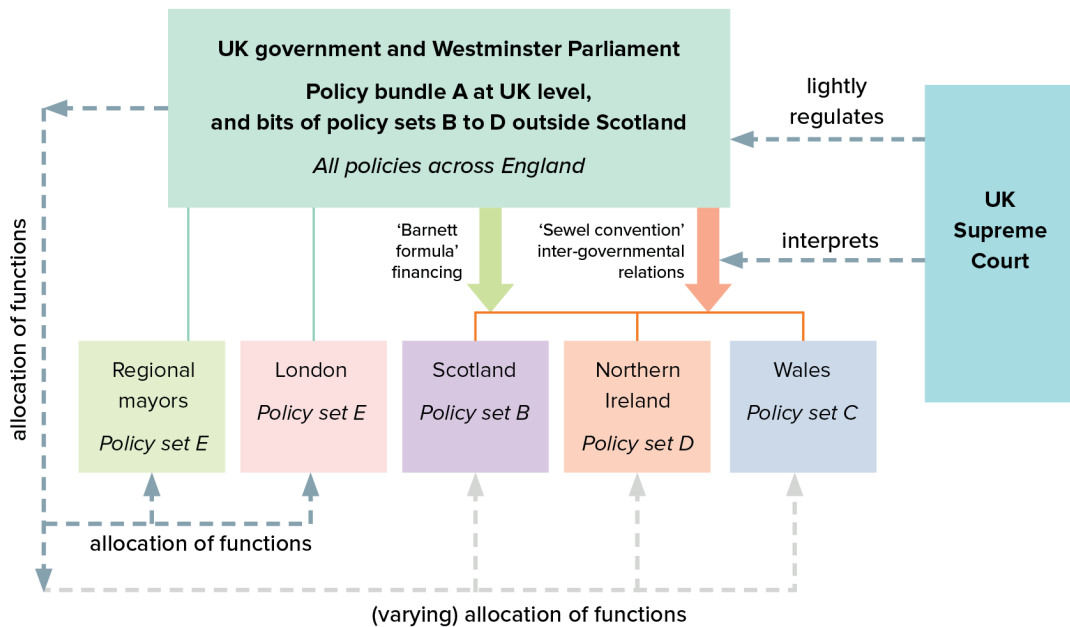 UK government and Westminster Parliament
Policy bundle A at UK level,
and bits of policy sets B to D outside Scotland
All policies across England
lightly
regulates
UK
Supreme
Court
interprets
‘Barnett
formula’
financing
‘Sewel convention’
inter-governmental
relations
allocation of functions
Regional
mayors
Policy set E
London
Policy set E
Scotland
Policy set B
Northern
Ireland
Policy set D
Wales
Policy set C
allocation of functions
(varying) allocation of functions